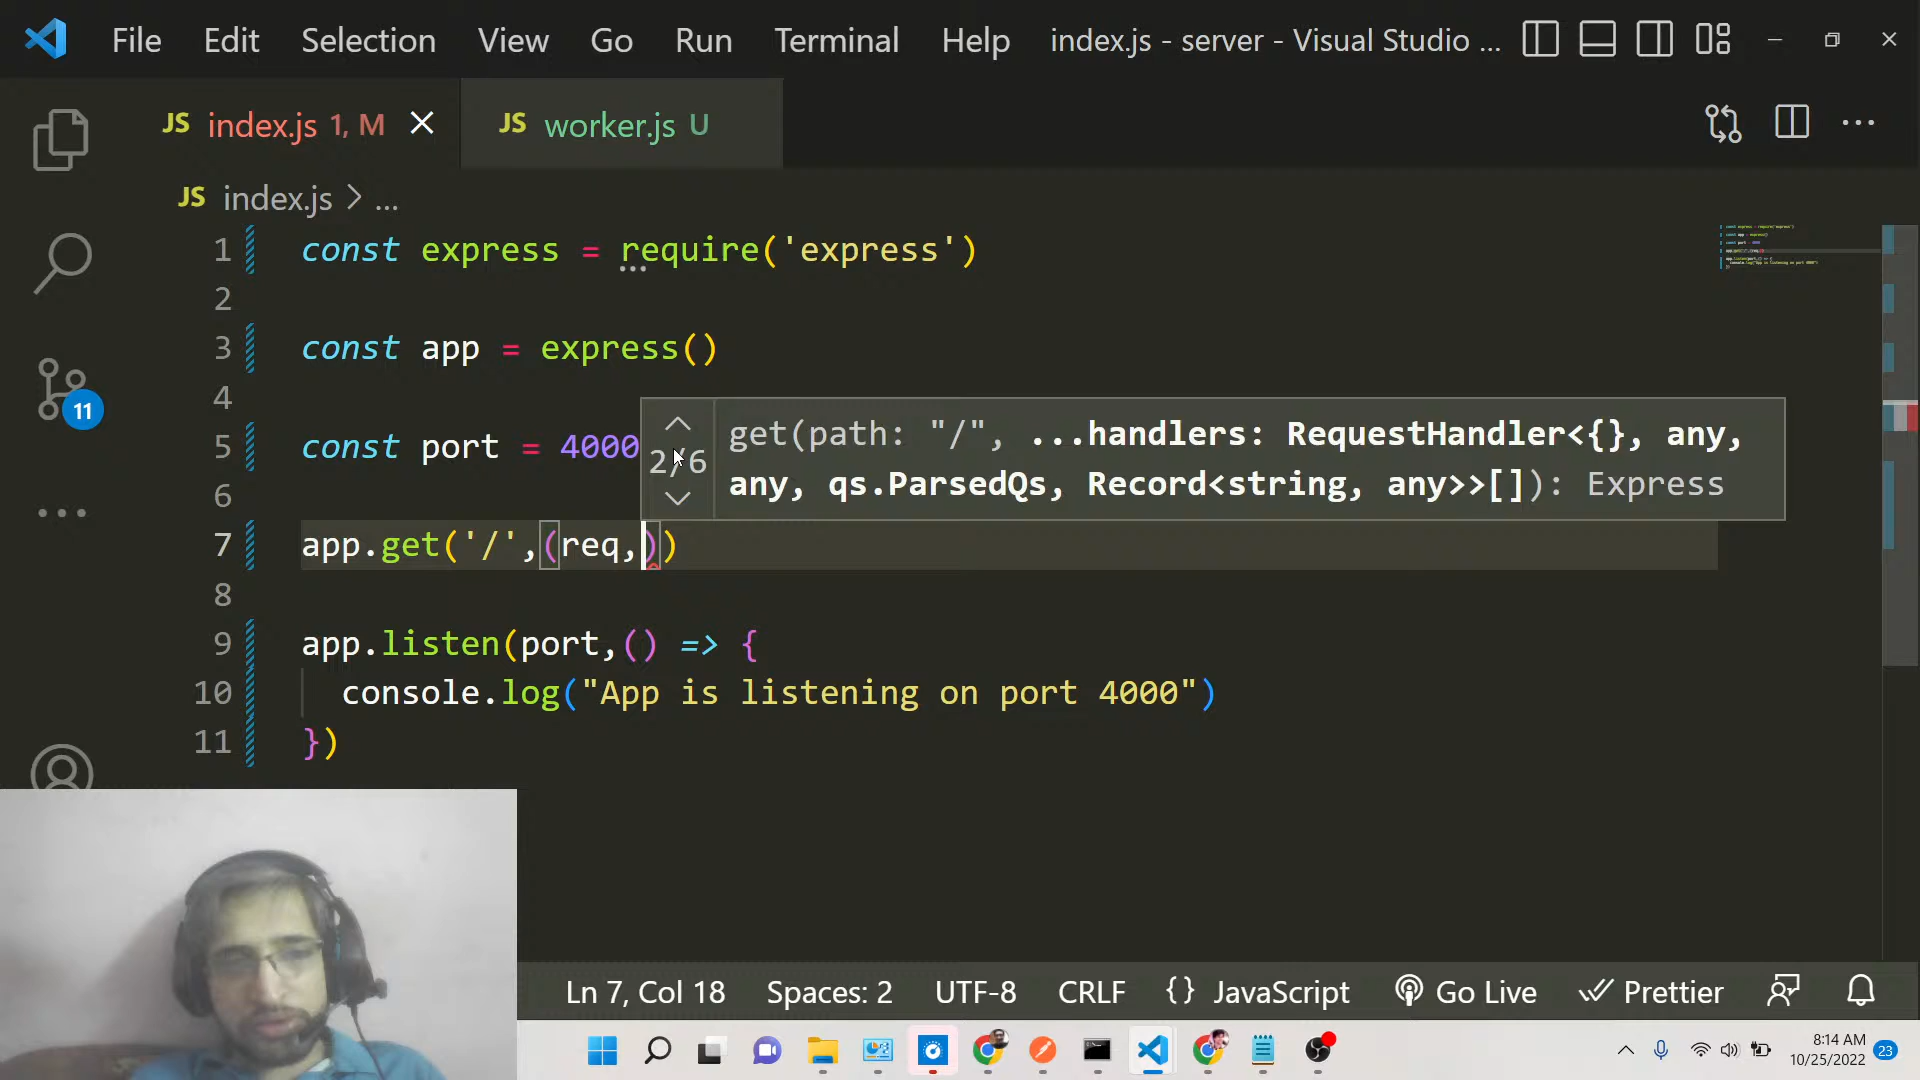 File Edit Selection View Go Run Terminal Help index.js - server - Visual Studio ...
JS index.js 1, M JS worker.js U
JS index.js > ...
1 const express = require('express')
2
3 const app = express()
4
5 const port = 4000
2/6 get(path: "/", ...handlers: RequestHandler<{}, any,
any, qs.ParsedQs, Record<string, any>>[]): Express
6
7 app.get('/',(req,))
8
9 app.listen(port,() => {
10 console.log("App is listening on port 4000")
11 })
11
Ln 7, Col 18 Spaces: 2 UTF-8 CRLF {} JavaScript Go Live Prettier
8:14 AM
10/25/2022 23